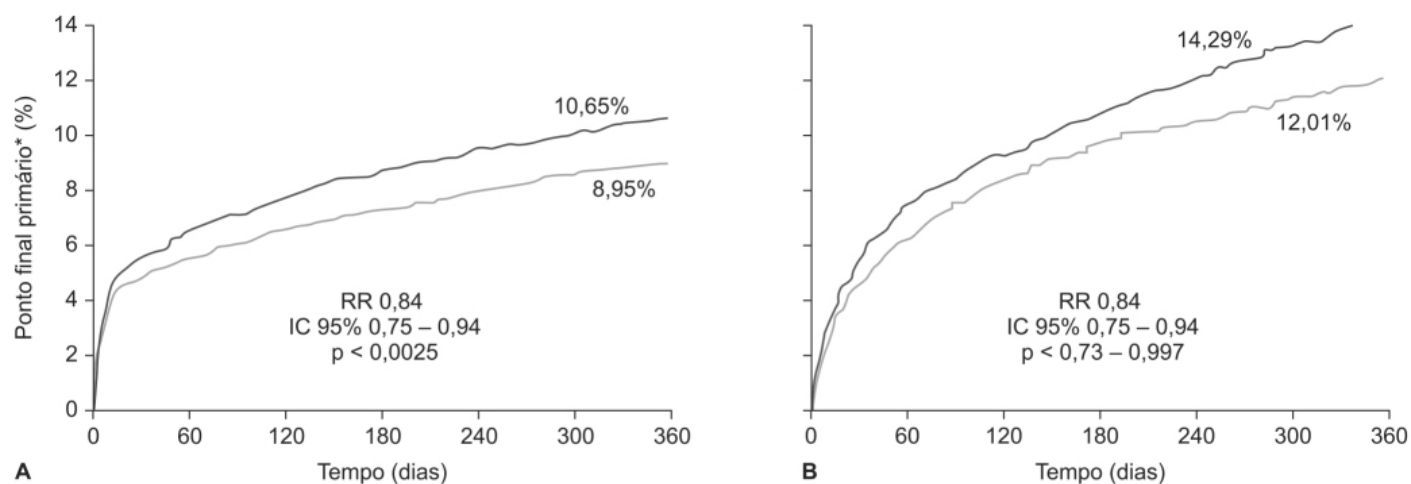 Ponto final primário* (%)
14
12
10
8
6
4
2
0
10,65%
8,95%
RR 0,84
IC 95% 0,75 – 0,94
p < 0,0025
0 60 120 180 240 300 360
A
Tempo (dias)
14,29%
12,01%
RR 0,84
IC 95% 0,75 – 0,94
p < 0,73 – 0,997
0 60 120 180 240 300 360
B
Tempo (dias)